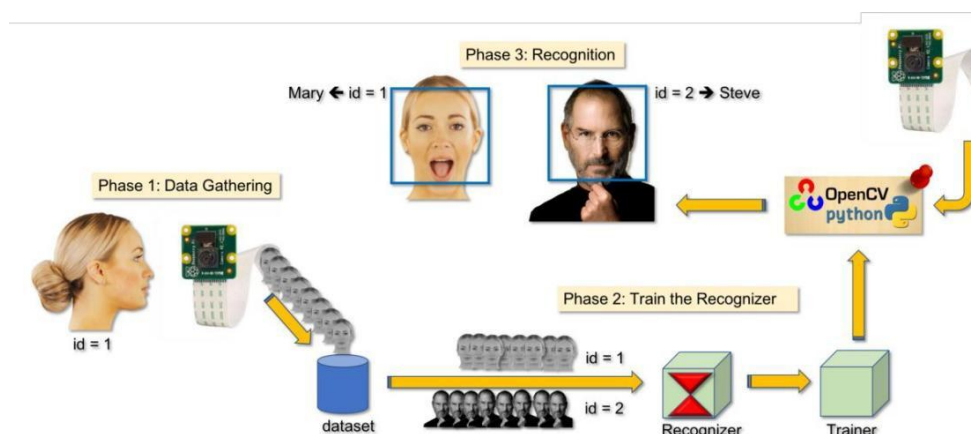 Phase 3: Recognition
Mary 🡸 id = 1
id = 2 🡺 Steve
Phase 1: Data Gathering
OpenCV
python
id = 1
Phase 2: Train the Recognizer
id = 1
id = 2
dataset
Recognizer
Trainer